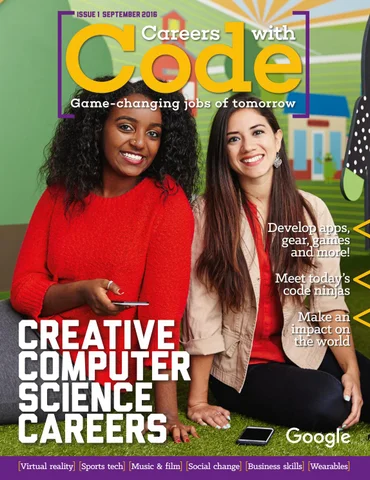 ISSUE 1 SEPTEMBER 2016
Careers with
Code
Game-changing jobs of tomorrow
Develop apps,
gear, games
and more!
Meet today's
code ninjas
Make an
impact on
the world
CREATIVE
COMPUTER
SCIENCE
CAREERS
Google
[Virtual reality] [Sports tech] [Music & film] [Social change] [Business skills] [Wearables]